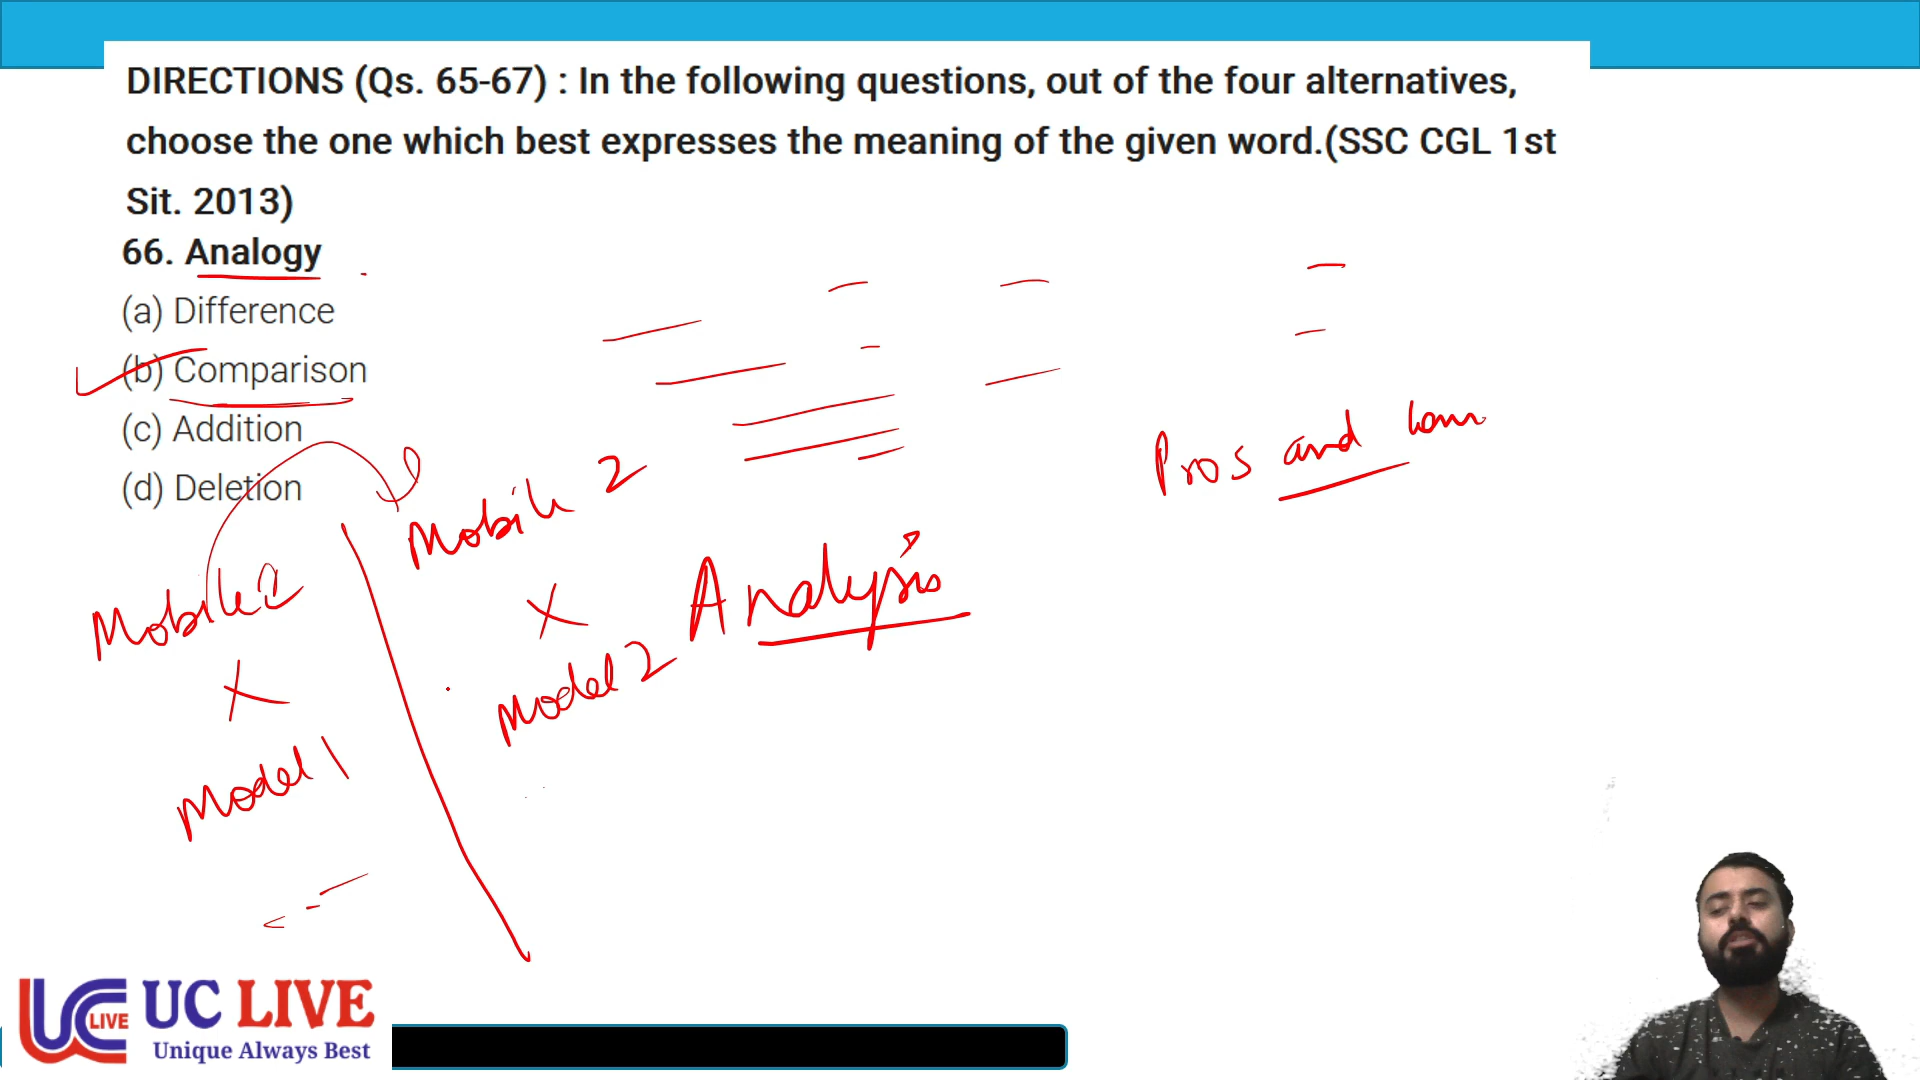 DIRECTIONS (Qs. 65-67) : In the following questions, out of the four alternatives,
choose the one which best expresses the meaning of the given word.(SSC CGL 1st
Sit. 2013)
66. Analogy
(a) Difference
(b) Comparison
(c) Addition
(d) Deletion
Pros and
Mobile 2
Analysis
Mobile
Model 2
Model 1
UC LIVE
LIVE
Unique Always Best